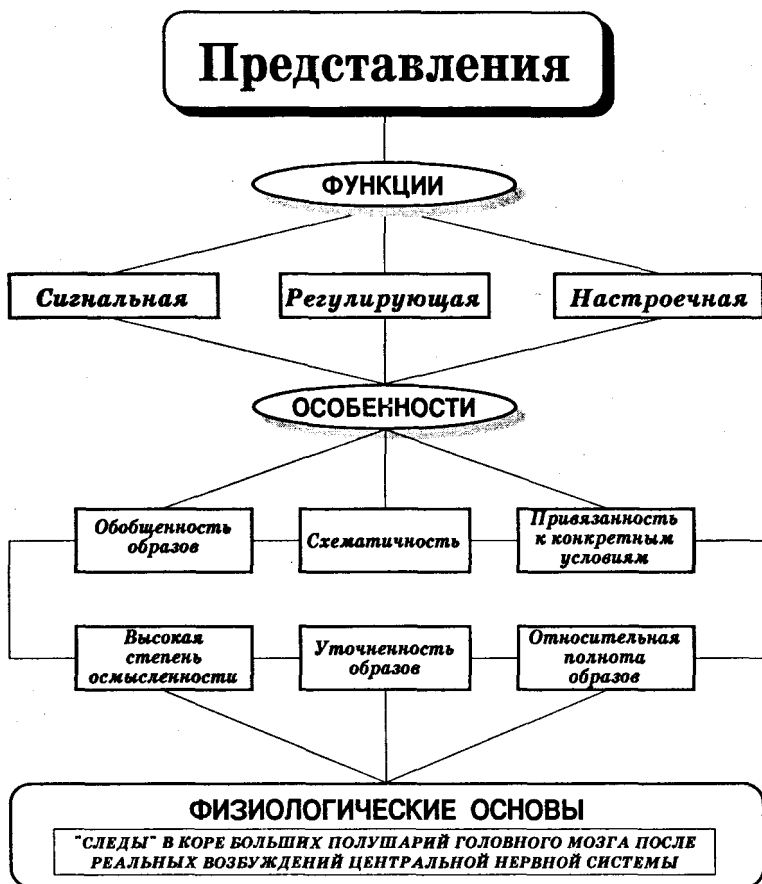 Представления
ФУНКЦИИ
Сигнальная
Регулирующая
Настроечная
ОСОБЕННОСТИ
Обобщенность
образов
Схематичность
Привязанность
к конкретным
условиям
Высокая
степень
осмысленности
Уточненность
образов
Относительная
полнота
образов
ФИЗИОЛОГИЧЕСКИЕ ОСНОВЫ
"СЛЕДЫ" В КОРЕ БОЛЬШИХ ПОЛУШАРИЙ ГОЛОВНОГО МОЗГА ПОСЛЕ
РЕАЛЬНЫХ ВОЗБУЖДЕНИЙ ЦЕНТРАЛЬНОЙ НЕРВНОЙ СИСТЕМЫ